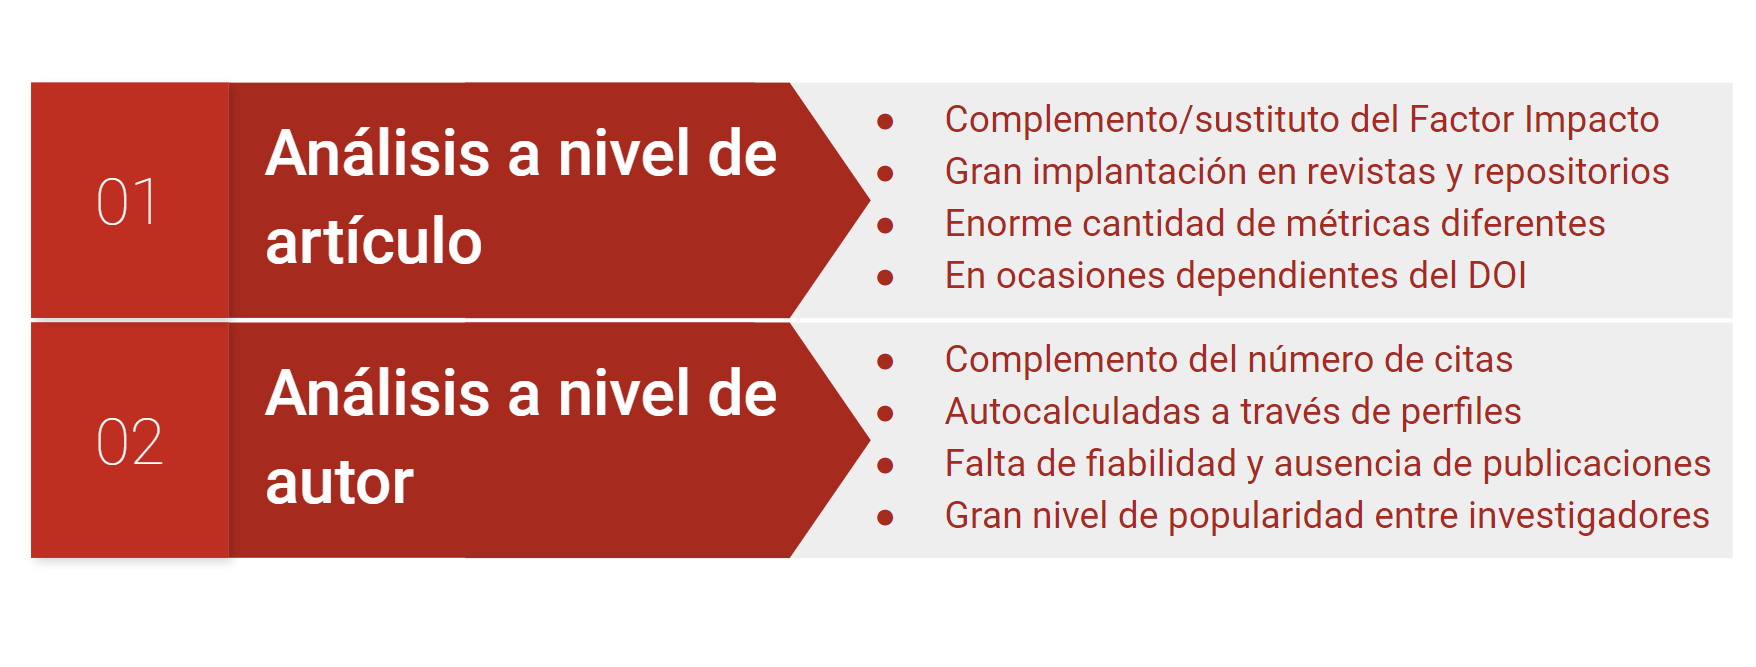 01
Análisis a nivel de
artículo
● Complemento/sustituto del Factor Impacto
● Gran implantación en revistas y repositorios
● Enorme cantidad de métricas diferentes
● En ocasiones dependientes del DOI
02
Análisis a nivel de
autor
● Complemento del número de citas
● Autocalculadas a través de perfiles
● Falta de fiabilidad y ausencia de publicaciones
● Gran nivel de popularidad entre investigadores